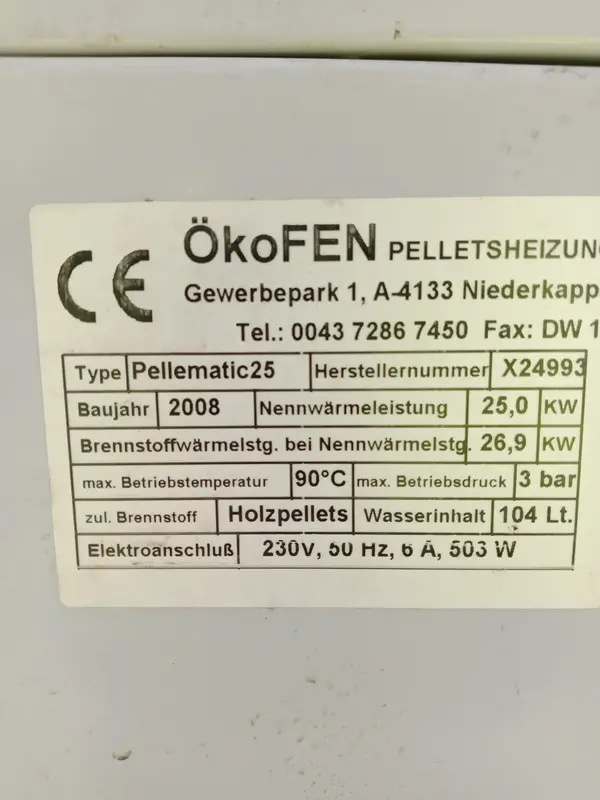 CE ÖkoFEN PELLETSHEIZUN
Gewerbepark 1, A-4133 Niederkapp
Tel.: 0043 7286 7450 Fax: DW 1
Type Pellematic25 Herstellernummer X24993
Baujahr 2008 Nennwärmeleistung 25,0 KW
Brennstoffwärmelstg. bei Nennwärmelstg. 26,9 KW
max. Betriebstemperatur 90°C max. Betriebsdruck 3 bar
zul. Brennstoff Holzpellets Wasserinhalt 104 Lt.
Elektroanschluß 230V, 50 Hz, 6 A, 503 W